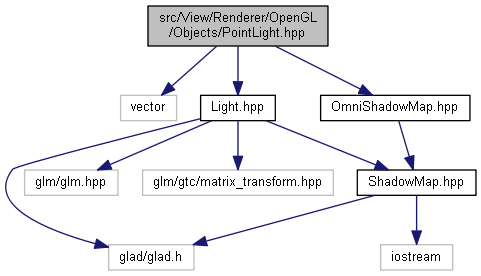 src/View/Renderer/OpenGL
/Objects/PointLight.hpp
vector
Light.hpp
OmniShadowMap.hpp
glm/glm.hpp
glm/gtc/matrix_transform.hpp
ShadowMap.hpp
glad/glad.h
iostream